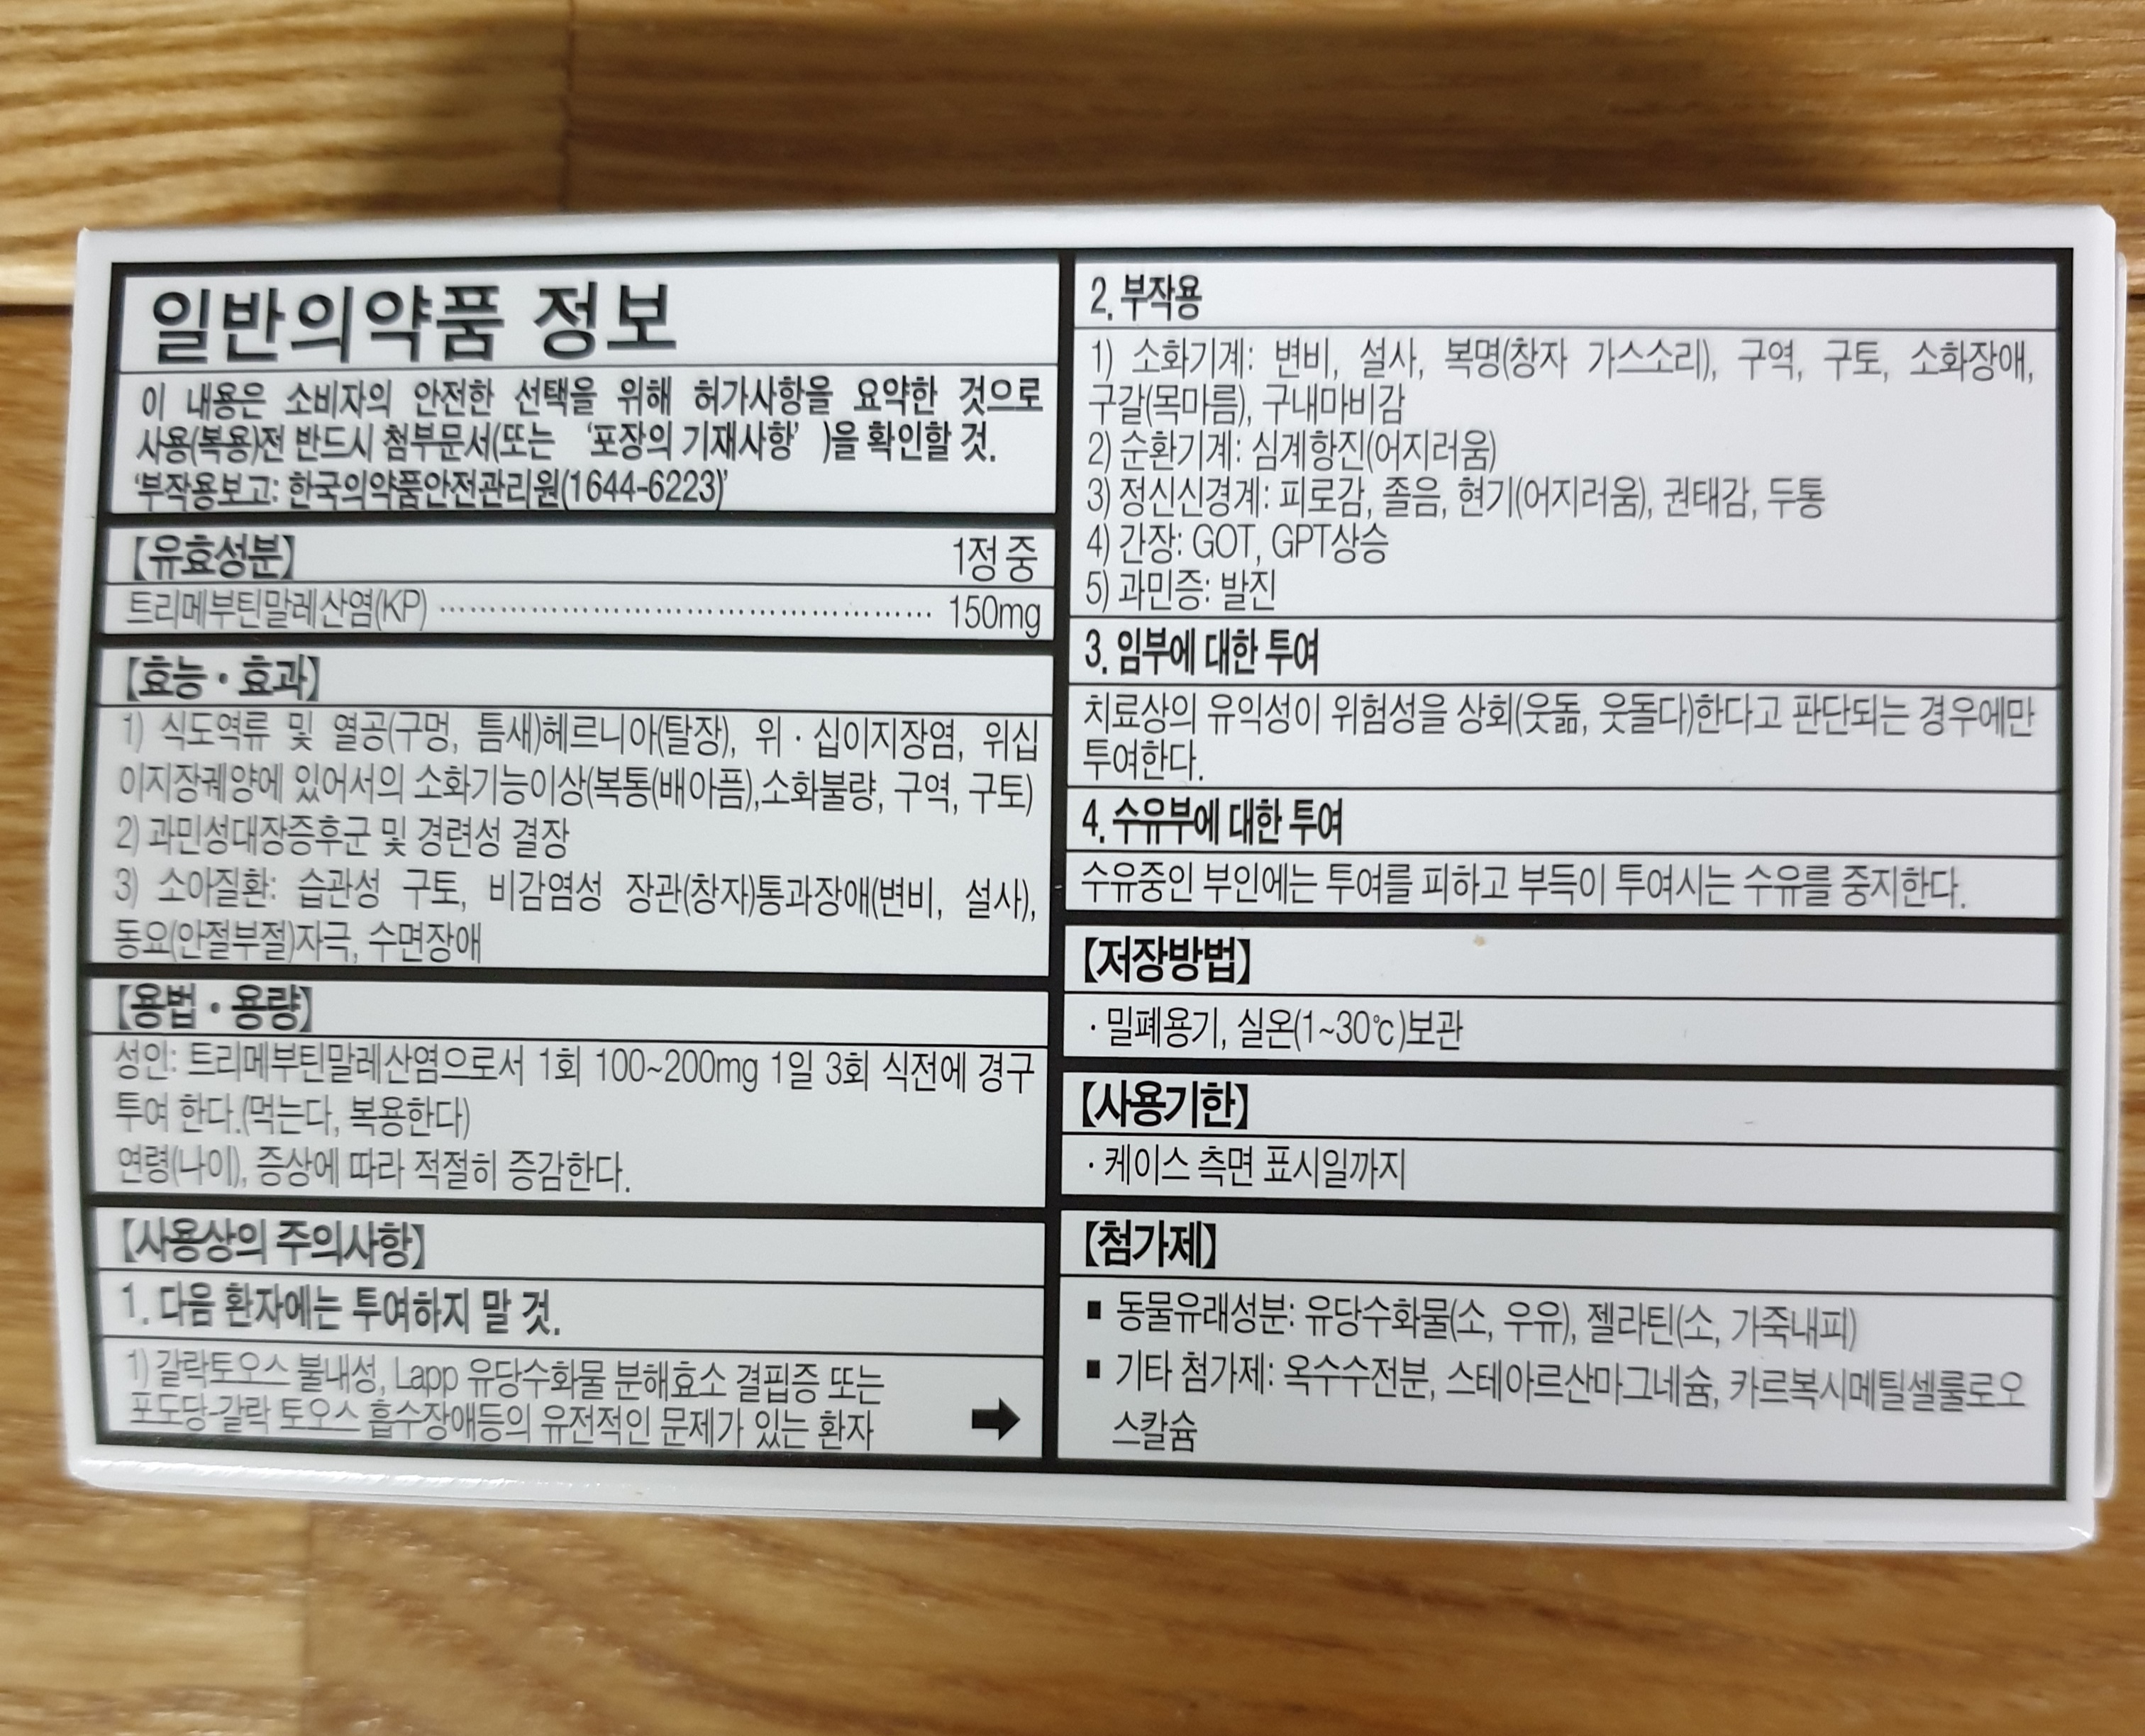 일반의약품 정보
이 내용은 소비자의 안전한 선택을 위해 허가사항을 요약한 것으로
사용(복용)전 반드시 첨부문서(또는 '포장의 기재사항' )을 확인할 것.
'부작용보고: 한국의약품안전관리원(1644-6223)'
【유효성분】 1정 중
트리메부틴말레산염(KP) ················································ 150mg
【효능·효과】
1) 식도역류 및 열공(구멍, 틈새)헤르니아(탈장), 위·십이지장염, 위십
이지장궤양에 있어서의 소화기능이상(복통(배아픔),소화불량, 구역, 구토)
2) 과민성대장증후군 및 경련성 결장
3) 소아질환: 습관성 구토, 비감염성 장관(창자)통과장애(변비, 설사),
동요(안절부절)자극, 수면장애
【용법·용량】
성인: 트리메부틴말레산염으로서 1회 100~200mg 1일 3회 식전에 경구
투여 한다.(먹는다, 복용한다)
연령(나이), 증상에 따라 적절히 증감한다.
【사용상의 주의사항】
1. 다음 환자에는 투여하지 말 것.
1) 갈락토오스 불내성, Lapp 유당수화물 분해효소 결핍증 또는
포도당-갈락 토오스 흡수장애등의 유전적인 문제가 있는 환자
2. 부작용
1) 소화기계: 변비, 설사, 복명(창자 가스소리), 구역, 구토, 소화장애,
구갈(목마름), 구내마비감
2) 순환기계: 심계항진(어지러움)
3) 정신신경계: 피로감, 졸음, 현기(어지러움), 권태감, 두통
4) 간장: GOT, GPT상승
5) 과민증: 발진
3. 임부에 대한 투여
치료상의 유익성이 위험성을 상회(웃돎, 웃돌다)한다고 판단되는 경우에만
투여한다.
4. 수유부에 대한 투여
수유중인 부인에는 투여를 피하고 부득이 투여시는 수유를 중지한다.
【저장방법】
· 밀폐용기, 실온(1~30℃)보관
【사용기한】
· 케이스 측면 표시일까지
【첨가제】
■ 동물유래성분: 유당수화물(소, 우유), 젤라틴(소, 가죽내피)
■ 기타 첨가제: 옥수수전분, 스테아르산마그네슘, 카르복시메틸셀룰로오
스칼슘